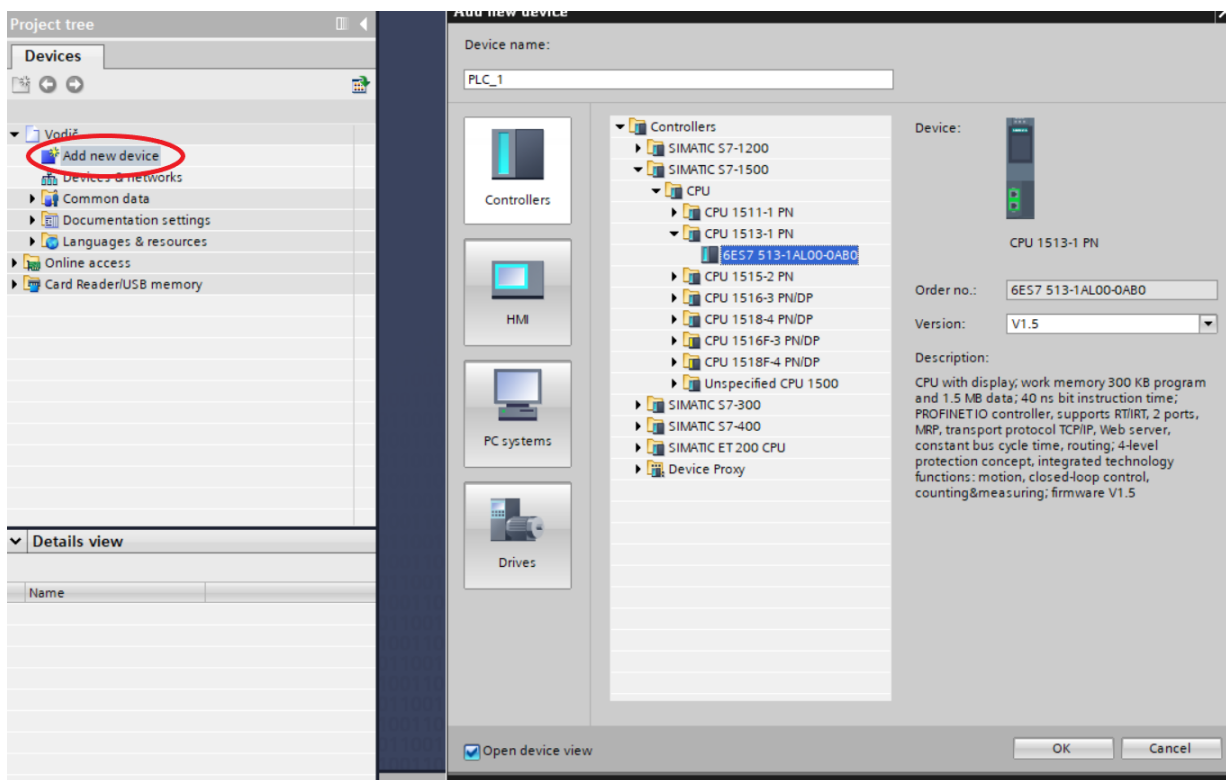 Project tree
Devices
Vodič
Add new device
Devices & networks
Common data
Documentation settings
Languages & resources
Online access
Card Reader/USB memory
Details view
Name
Add new device
Device name:
PLC_1
Controllers
HMI
PC systems
Drives
Controllers
SIMATIC S7-1200
SIMATIC S7-1500
CPU
CPU 1511-1 PN
CPU 1513-1 PN
6ES7 513-1AL00-0AB0
CPU 1515-2 PN
CPU 1516-3 PN/DP
CPU 1518-4 PN/DP
CPU 1516F-3 PN/DP
CPU 1518F-4 PN/DP
Unspecified CPU 1500
SIMATIC S7-300
SIMATIC S7-400
SIMATIC ET 200 CPU
Device Proxy
Device:
CPU 1513-1 PN
Order no.: 6ES7 513-1AL00-0AB0
Version: V1.5
Description:
CPU with display; work memory 300 KB program
and 1.5 MB data; 40 ns bit instruction time;
PROFINET IO controller, supports RT/IRT, 2 ports,
MRP, transport protocol TCP/IP, Web server,
constant bus cycle time, routing; 4-level
protection concept, integrated technology
functions: motion, closed-loop control,
counting&measuring; firmware V1.5
Open device view
OK Cancel